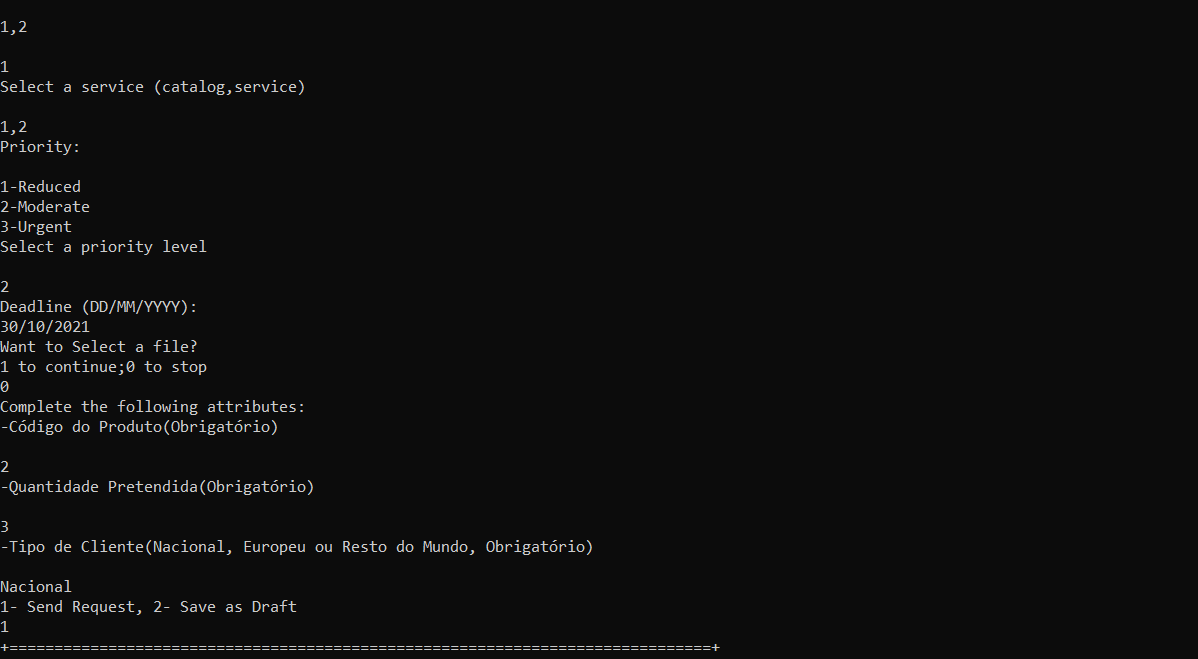 1,2
1
Select a service (catalog,service)
1,2
Priority:
1-Reduced
2-Moderate
3-Urgent
Select a priority level
2
Deadline (DD/MM/YYYY):
30/10/2021
Want to Select a file?
1 to continue;0 to stop
0
Complete the following attributes:
-Código do Produto(Obrigatório)
2
-Quantidade Pretendida(Obrigatório)
3
-Tipo de Cliente(Nacional, Europeu ou Resto do Mundo, Obrigatório)
Nacional
1- Send Request, 2- Save as Draft
1
+==============================================================================+